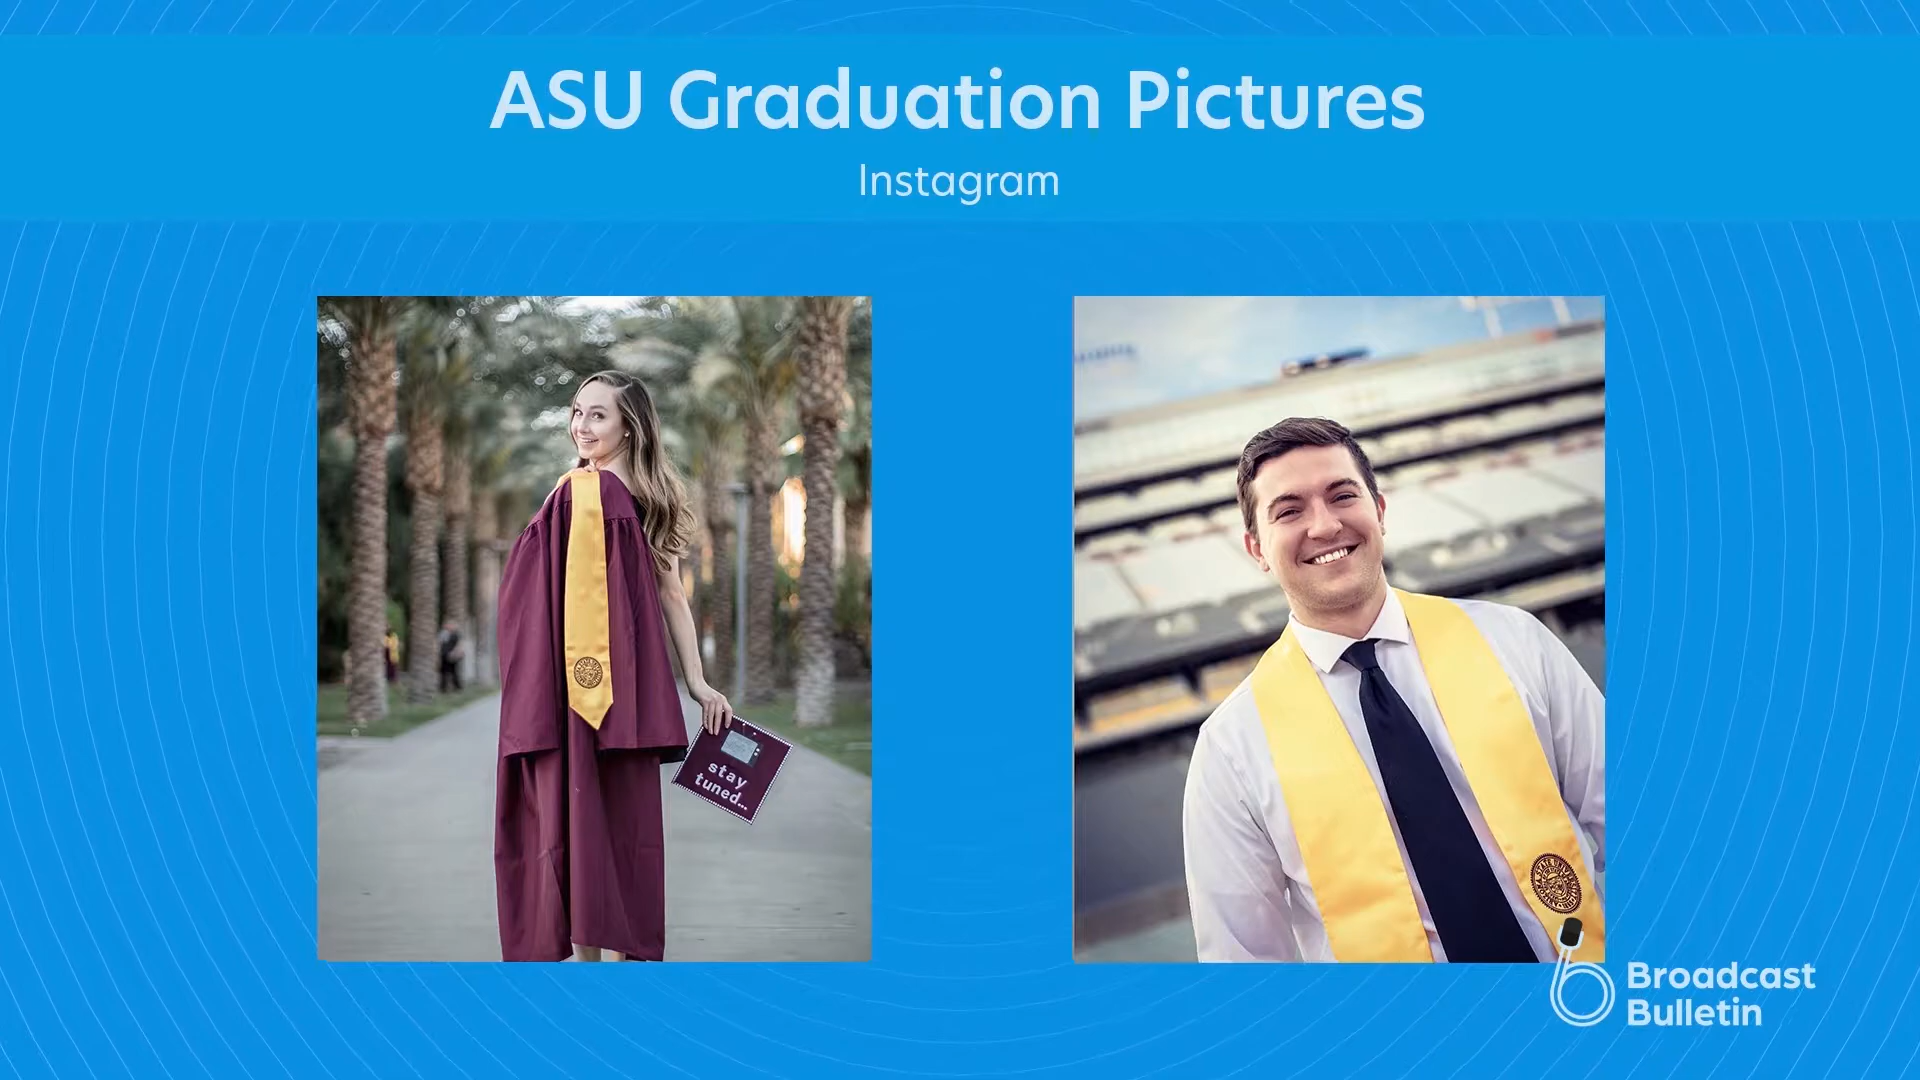 ASU Graduation Pictures
Instagram
stay
tuned...
Broadcast
Bulletin